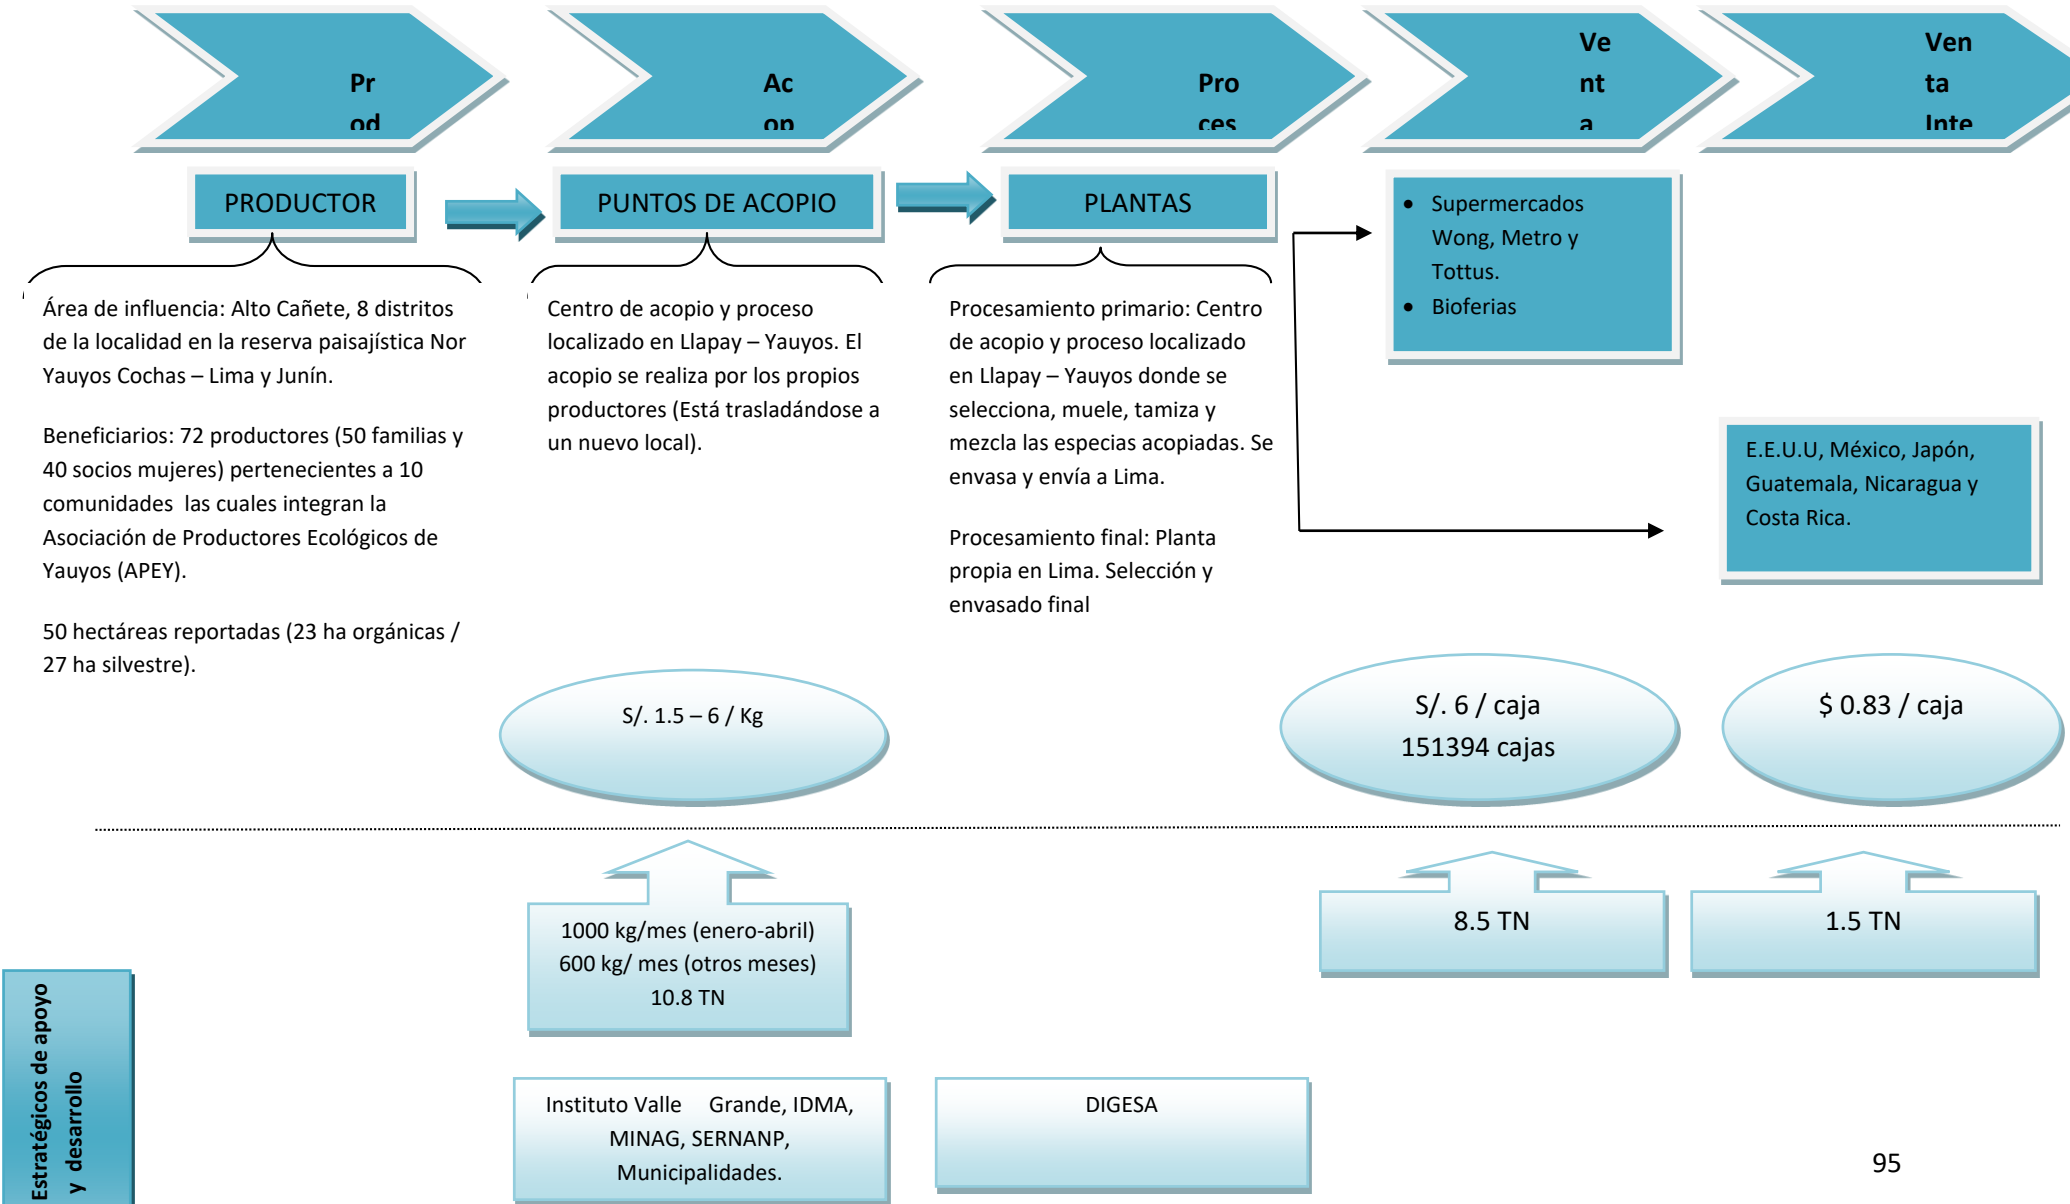 Pr
od
Ac
op
Pro
ces
Ve
nt
a
Ven
ta
Inte
PRODUCTOR
PUNTOS DE ACOPIO
PLANTAS
• Supermercados
Wong, Metro y
Tottus.
• Bioferias
Área de influencia: Alto Cañete, 8 distritos
de la localidad en la reserva paisajística Nor
Yauyos Cochas – Lima y Junín.
Beneficiarios: 72 productores (50 familias y
40 socios mujeres) pertenecientes a 10
comunidades las cuales integran la
Asociación de Productores Ecológicos de
Yauyos (APEY).
50 hectáreas reportadas (23 ha orgánicas /
27 ha silvestre).
Centro de acopio y proceso
localizado en Llapay – Yauyos. El
acopio se realiza por los propios
productores (Está trasladándose a
un nuevo local).
Procesamiento primario: Centro
de acopio y proceso localizado
en Llapay – Yauyos donde se
selecciona, muele, tamiza y
mezcla las especias acopiadas. Se
envasa y envía a Lima.
Procesamiento final: Planta
propia en Lima. Selección y
envasado final
E.E.U.U, México, Japón,
Guatemala, Nicaragua y
Costa Rica.
S/. 1.5 – 6 / Kg
S/. 6 / caja
151394 cajas
$ 0.83 / caja
1000 kg/mes (enero-abril)
600 kg/ mes (otros meses)
10.8 TN
8.5 TN
1.5 TN
Estratégicos de apoyo
y desarrollo
Instituto Valle Grande, IDMA,
MINAG, SERNANP,
Municipalidades.
DIGESA
95